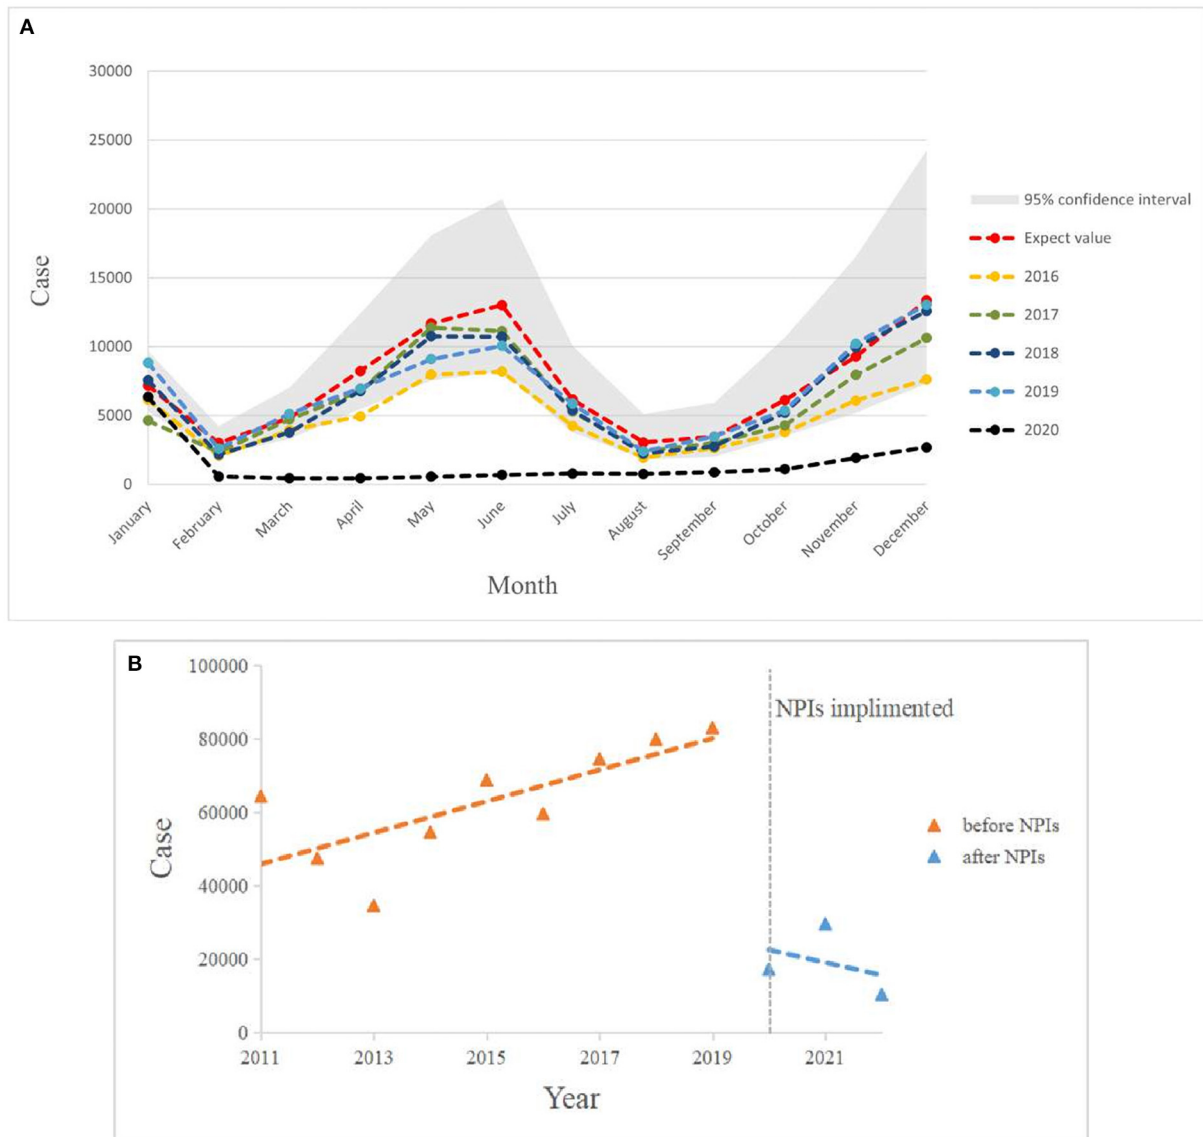 A
30000
25000
20000
15000
10000
5000
0
Case
January
February
March
April
May
June
July
August
September
October
November
December
Month
95% confidence interval
Expect value
2016
2017
2018
2019
2020
B
100000
80000
60000
40000
20000
0
Case
NPIs implimented
before NPIs
after NPIs
2011
2013
2015
2017
2019
2021
Year